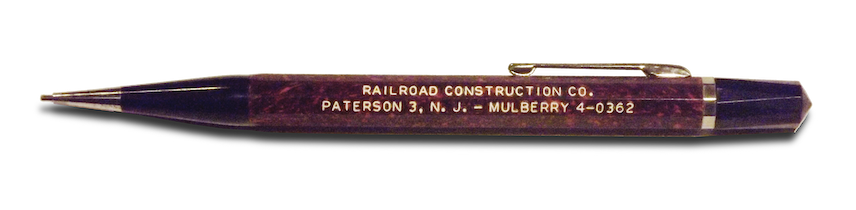 RAILROAD CONSTRUCTION CO.
PATERSON 3, N. J. – MULBERRY 4-0362